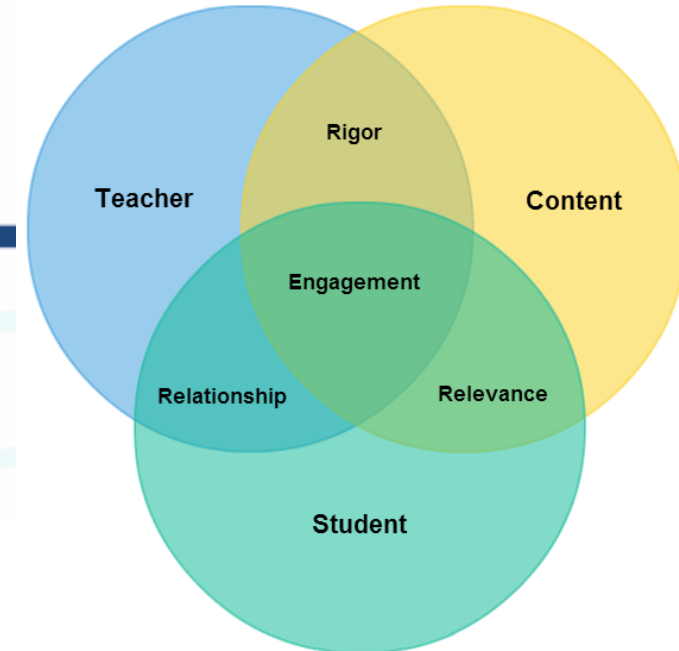 Rigor
Teacher
Content
Engagement
Relationship
Relevance
Student